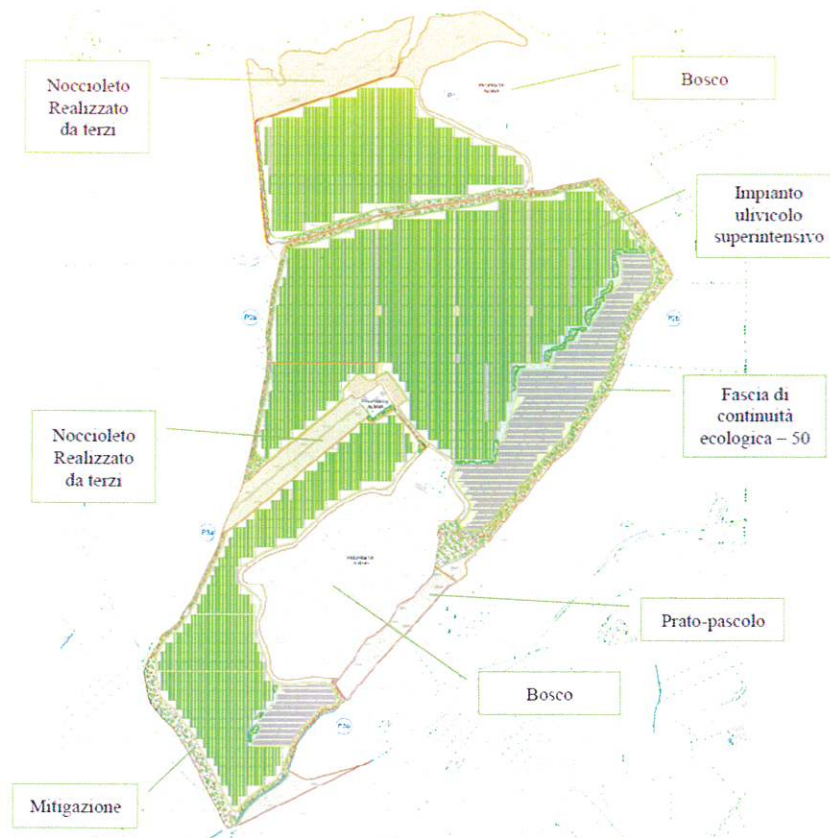 Noccioleto
Realizzato
da terzi
Bosco
Impianto
ulivicolo
superintensivo
Fascia di
continuità
ecologica – 50
Noccioleto
Realizzato
da terzi
Prato-pascolo
Bosco
Mitigazione